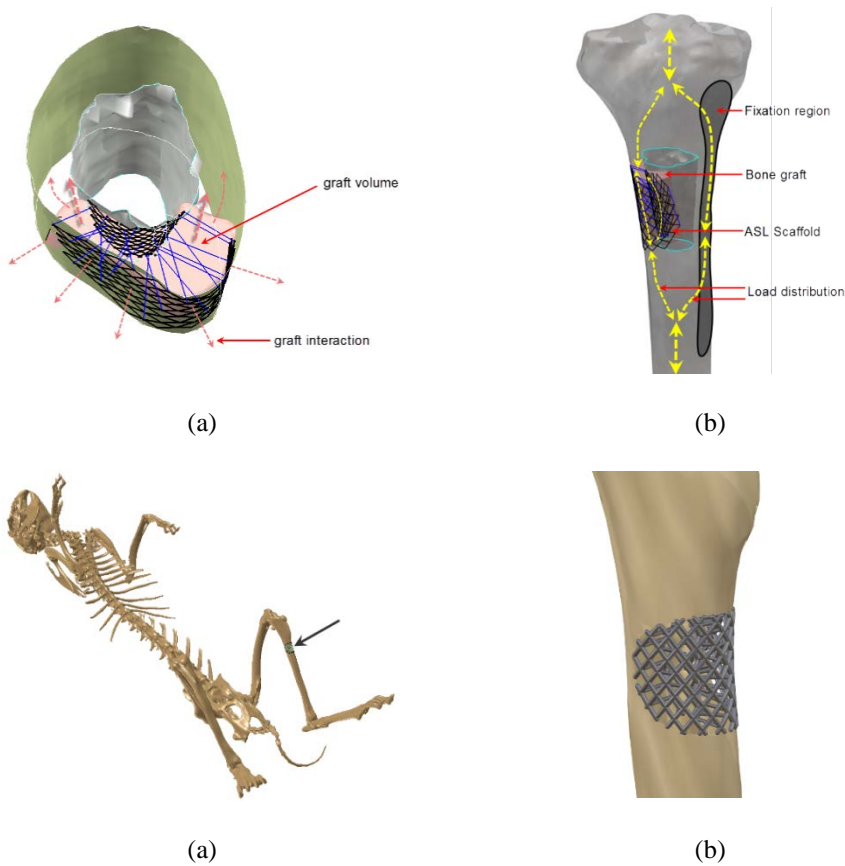 graft volume
graft interaction
Fixation region
Bone graft
ASL Scaffold
Load distribution
(a)
(b)
(a)
(b)